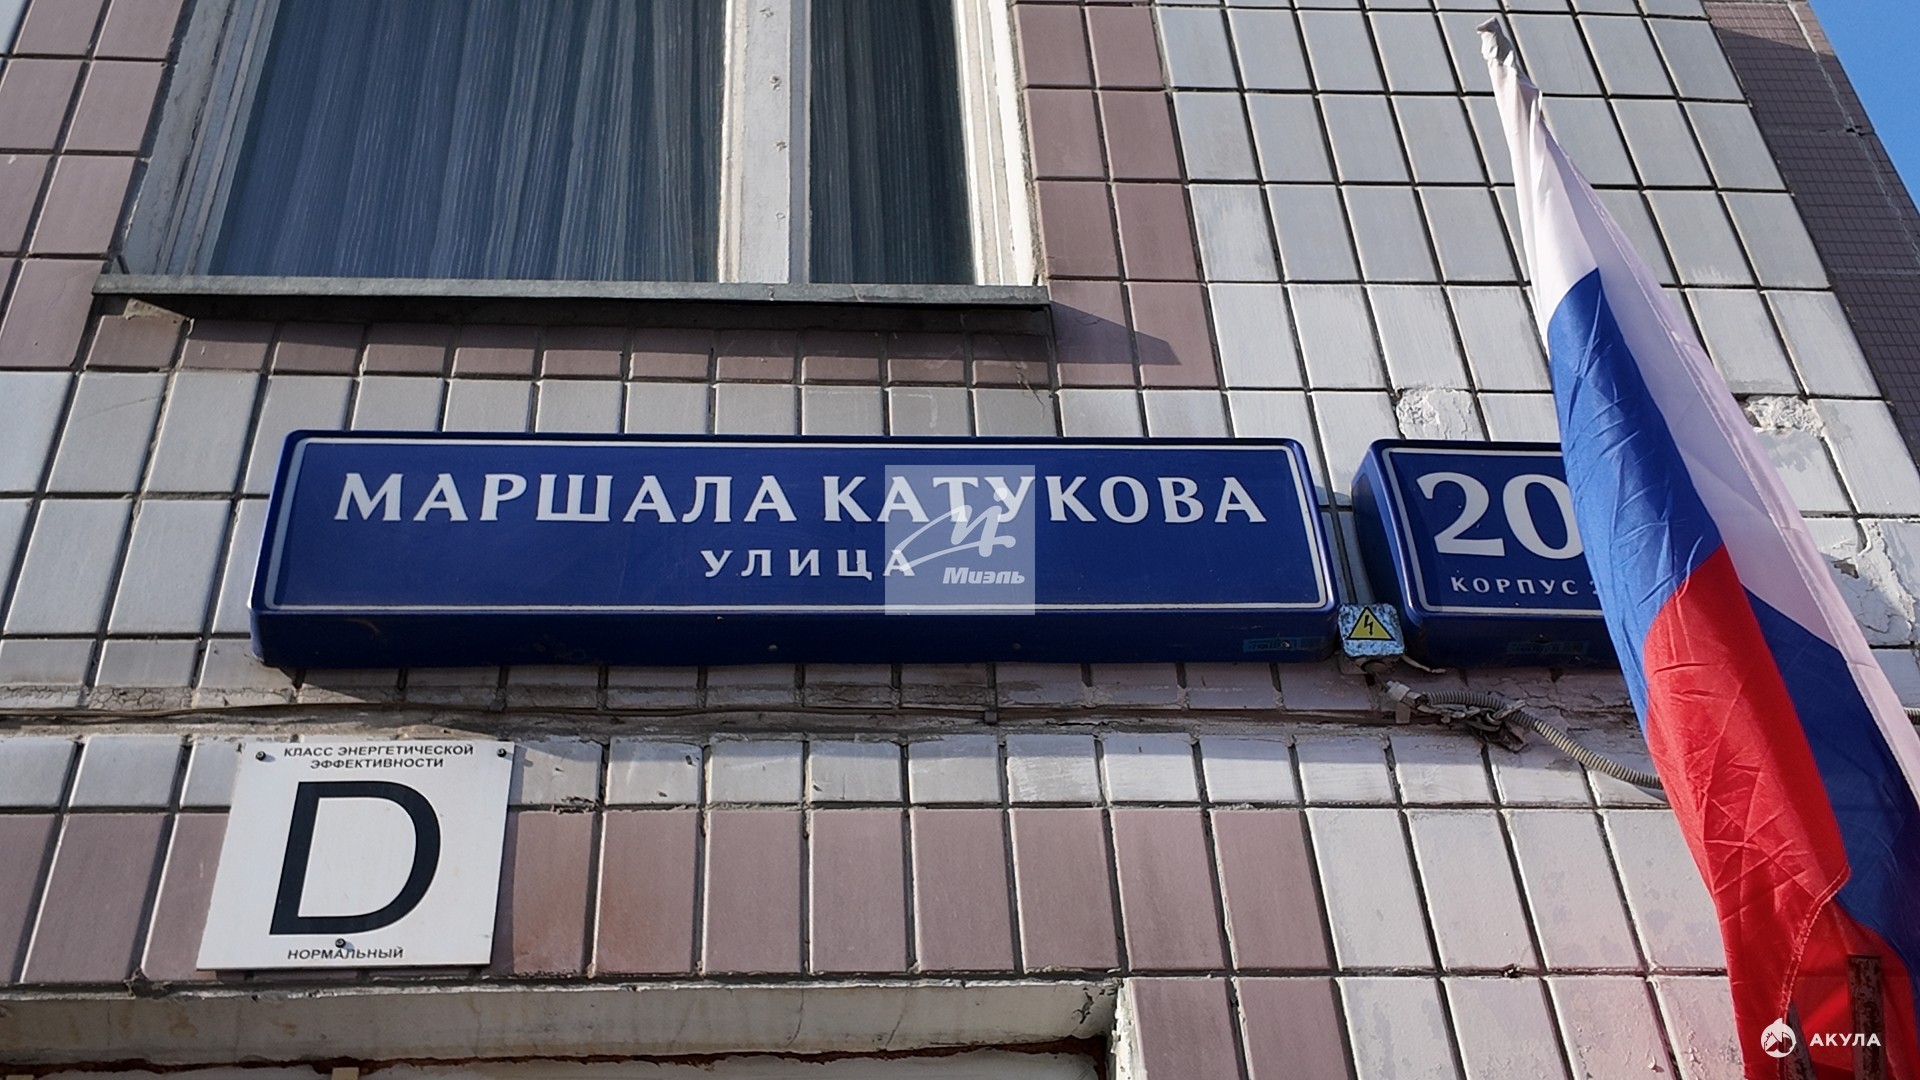 МАРШАЛА КАТУКОВА
УЛИЦА
20
КОРПУС
Миэль
КЛАСС ЭНЕРГЕТИЧЕСКОЙ
ЭФФЕКТИВНОСТИ
D
НОРМАЛЬНЫЙ
АКУЛА